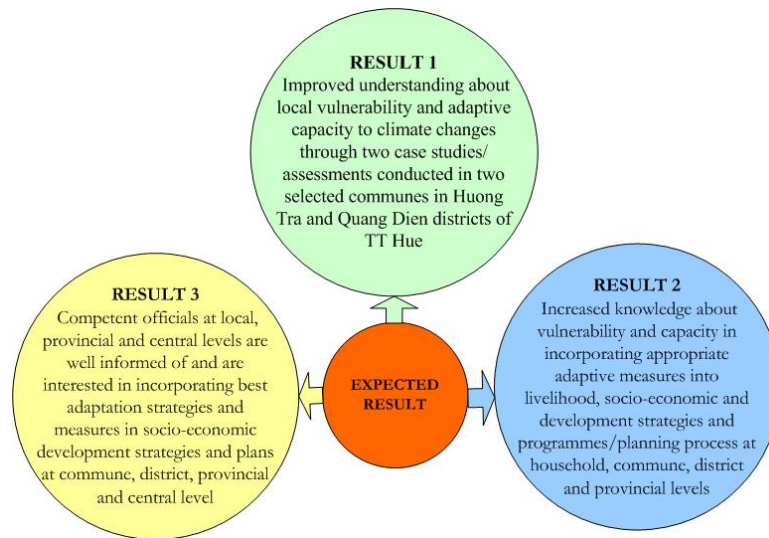 RESULT 1
Improved understanding about
local vulnerability and adaptive
capacity to climate changes
through two case studies/
assessments conducted in two
selected communes in Huong
Tra and Quang Dien districts of
TT Hue
RESULT 3
Competent officials at local,
provincial and central levels are
well informed of and are
interested in incorporating best
adaptation strategies and
measures in socio-economic
development strategies and plans
at commune, district, provincial
and central level
EXPECTED
RESULT
RESULT 2
Increased knowledge about
vulnerability and capacity in
incorporating appropriate
adaptive measures into
livelihood, socio-economic and
development strategies and
programmes/planning process at
household, commune, district
and provincial levels